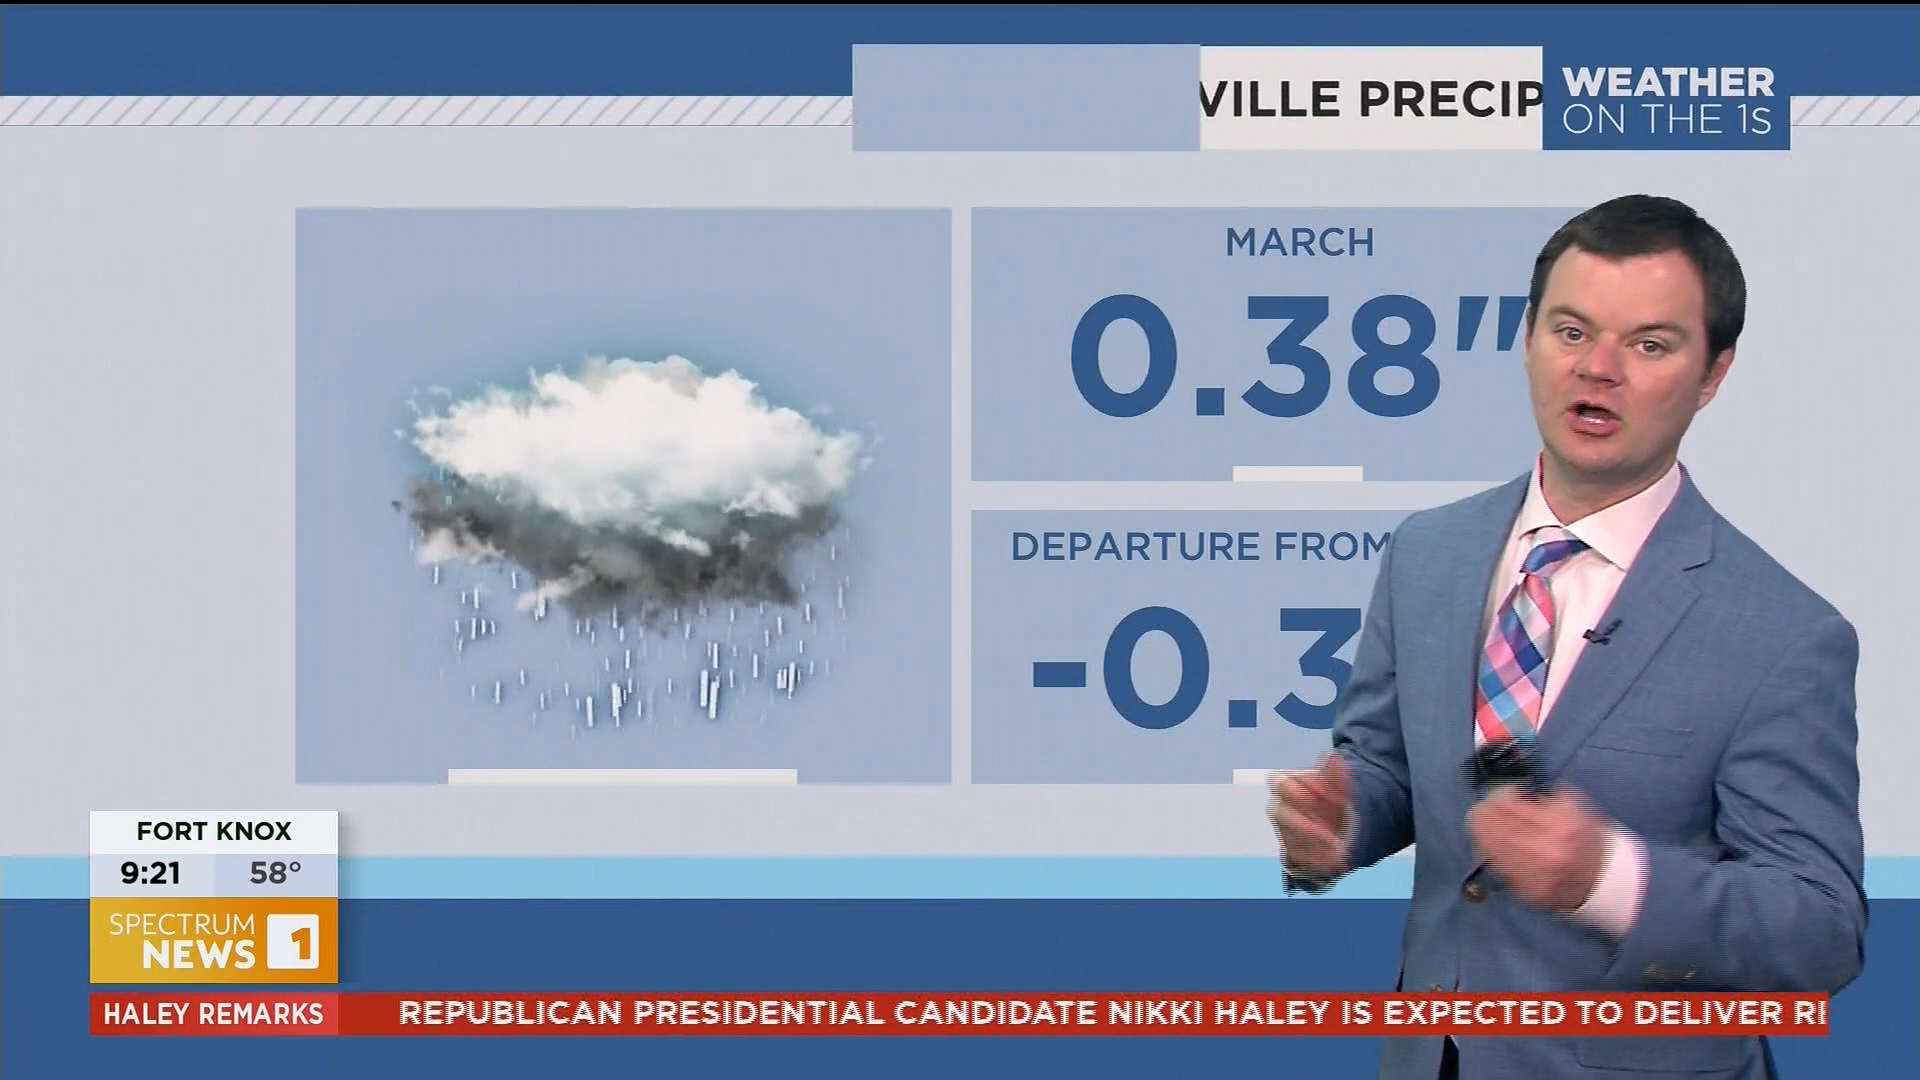 VILLE PRECIP
WEATHER
ON THE 1S
MARCH
0.38"
DEPARTURE FROM
-0.3
FORT KNOX
9:21 58°
SPECTRUM
NEWS 1
HALEY REMARKS REPUBLICAN PRESIDENTIAL CANDIDATE NIKKI HALEY IS EXPECTED TO DELIVER